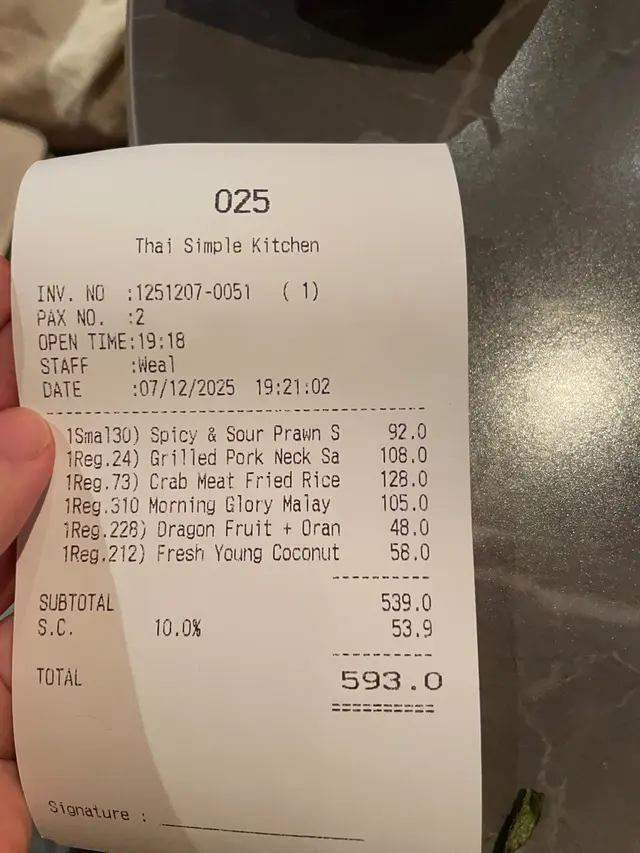 025
Thai Simple Kitchen
INV. NO :1251207-0051 ( 1)
PAX NO. :2
OPEN TIME:19:18
STAFF :Weal
DATE :07/12/2025 19:21:02
1Smal30) Spicy & Sour Prawn S 92.0
1Reg.24) Grilled Pork Neck Sa 108.0
1Reg.73) Crab Meat Fried Rice 128.0
1Reg.310 Morning Glory Malay 105.0
1Reg.228) Dragon Fruit + Oran 48.0
1Reg.212) Fresh Young Coconut 58.0
SUBTOTAL 539.0
S.C. 10.0% 53.9
TOTAL 593.0
Signature :